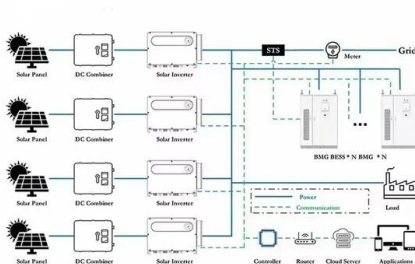 STS
Meter
Grid
Solar Panel
DC Combiner
Solar Inverter
Solar Panel
DC Combiner
Solar Inverter
BMG BESS * N BMG * N
Solar Panel
DC Combiner
Solar Inverter
Power
Communication
Load
Solar Panel
DC Combiner
Solar Inverter
Controller
Router
Cloud Server
Applications